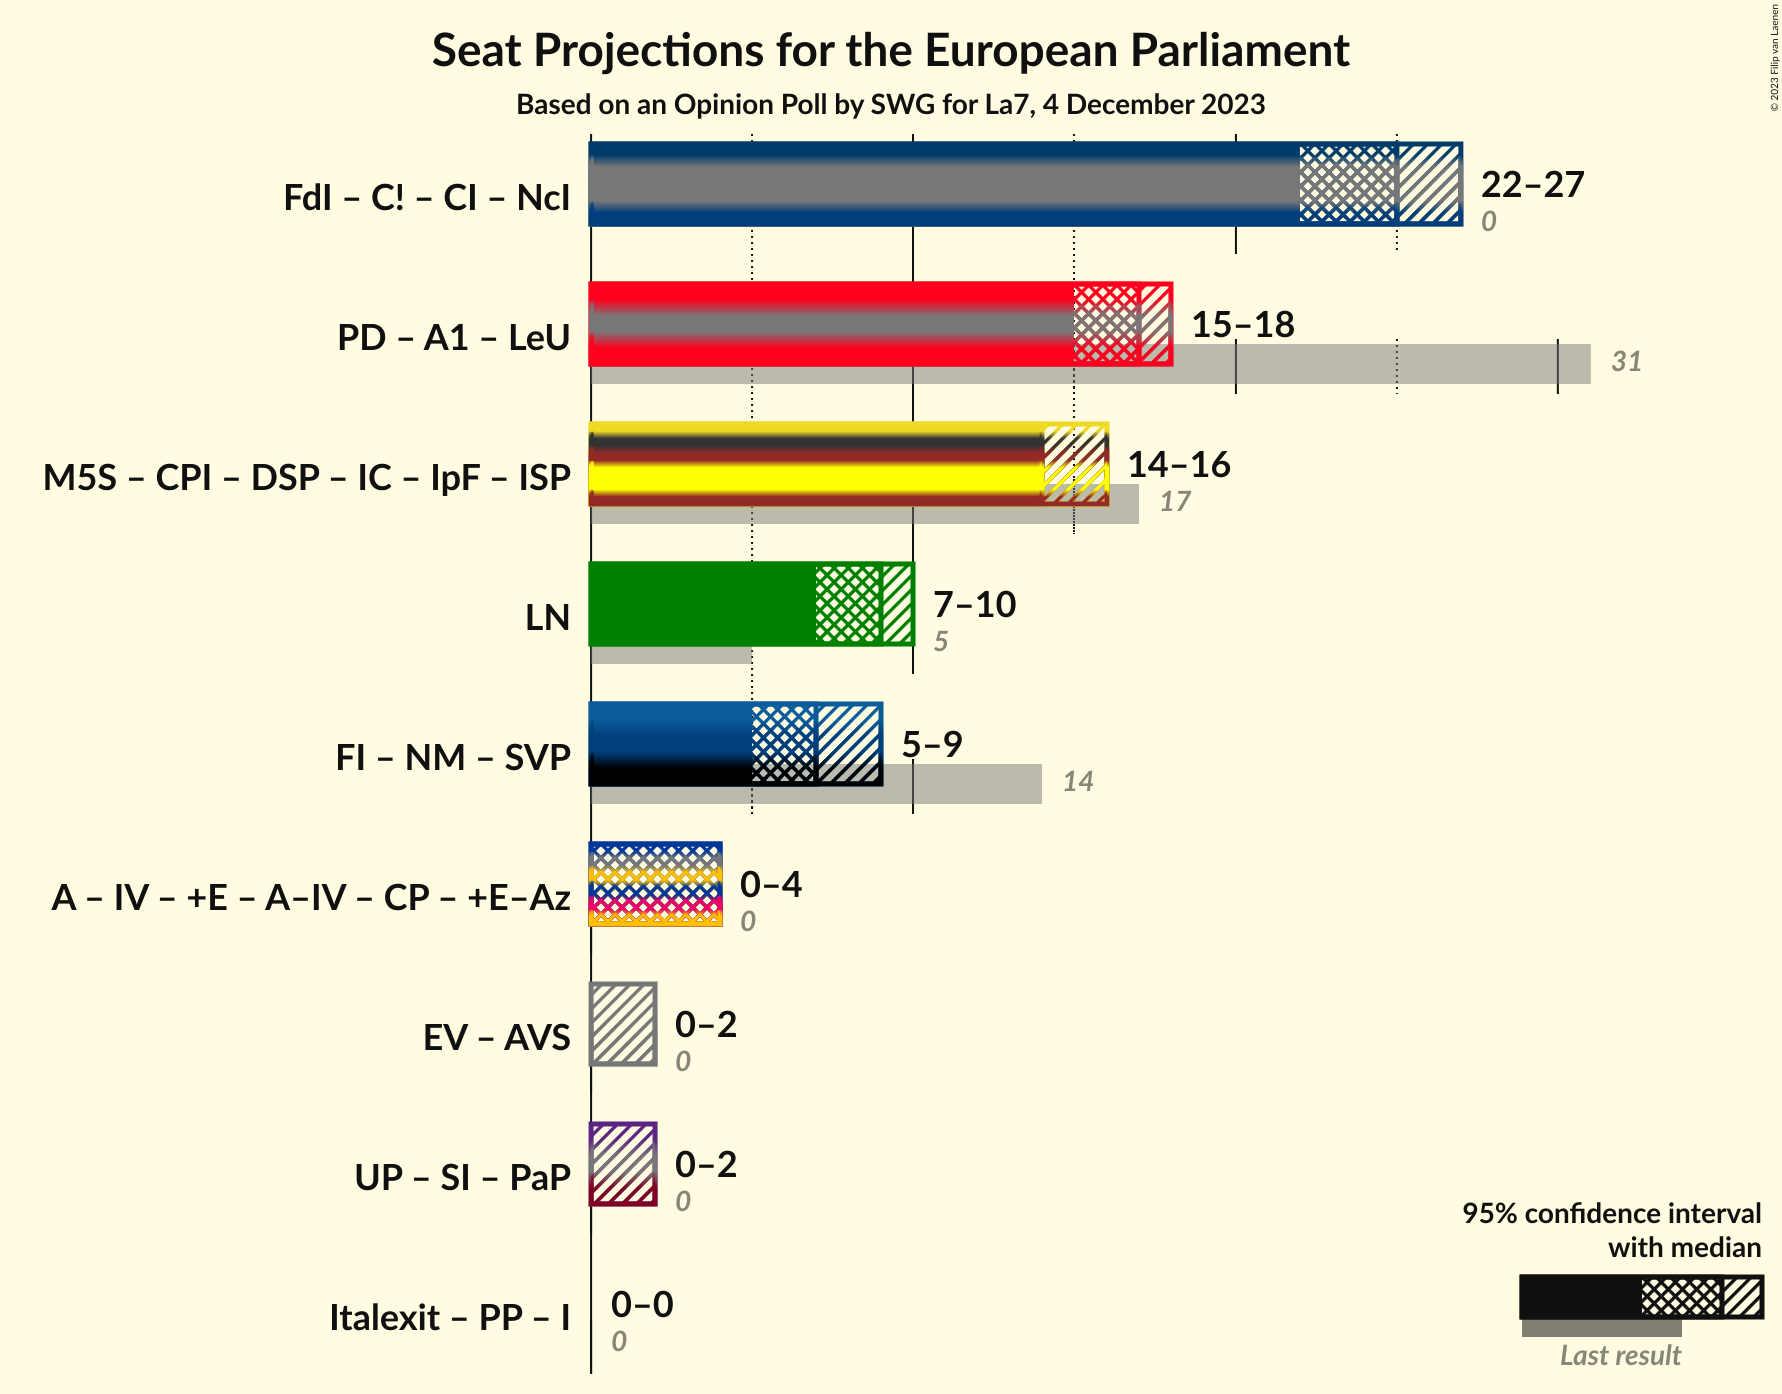 Seat Projections for the European Parliament
Based on an Opinion Poll by SWG for La7, 4 December 2023
© 2023 Filip van Laenen
FdI – C! – CI – NcI
22–27
0
PD – A1 – LeU
15–18
31
M5S – CPI – DSP – IC – IpF – ISP
14–16
17
LN
7–10
5
FI – NM – SVP
5–9
14
A – IV – +E – A–IV – CP – +E–Az
0–4
0
EV – AVS
0–2
0
UP – SI – PaP
0–2
0
Italexit – PP – I
0–0
0
95% confidence interval
with median
Last result